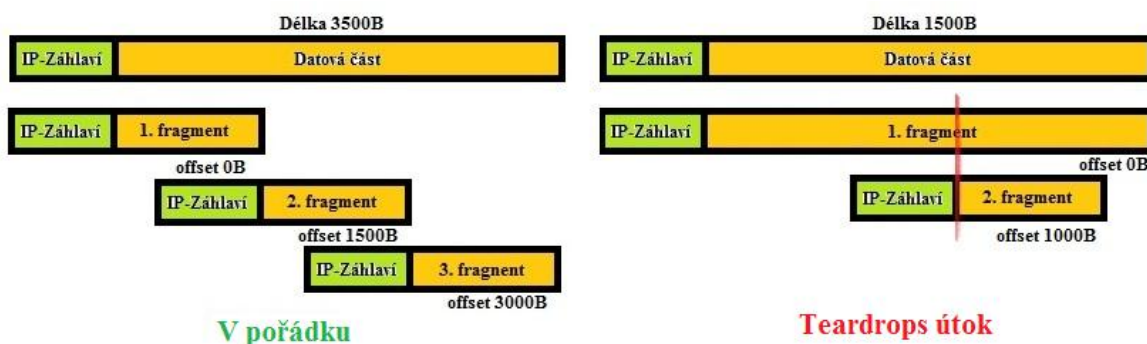 Délka 3500B
IP-Záhlaví Datová část
IP-Záhlaví 1. fragment
offset 0B
IP-Záhlaví 2. fragment
offset 1500B
IP-Záhlaví 3. fragnent
offset 3000B
V pořádku
Délka 1500B
IP-Záhlaví Datová část
IP-Záhlaví 1. fragment
offset 0B
IP-Záhlaví 2. fragment
offset 1000B
Teardrops útok